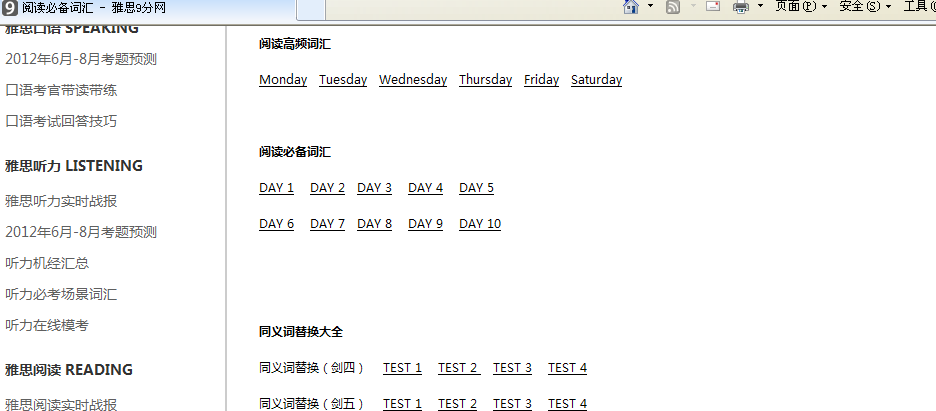 9 阅读必备词汇 - 雅思9分网
页面(P) 安全(S) 工具(
雅思口语 SPEAKING
2012年6月-8月考题预测
口语考官带读带练
口语考试回答技巧
雅思听力 LISTENING
雅思听力实时战报
2012年6月-8月考题预测
听力机经汇总
听力必考场景词汇
听力在线模考
雅思阅读 READING
雅思阅读实时战报
阅读高频词汇
Monday Tuesday Wednesday Thursday Friday Saturday
阅读必备词汇
DAY 1 DAY 2 DAY 3 DAY 4 DAY 5
DAY 6 DAY 7 DAY 8 DAY 9 DAY 10
同义词替换大全
同义词替换（剑四） TEST 1 TEST 2 TEST 3 TEST 4
同义词替换（剑五） TEST 1 TEST 2 TEST 3 TEST 4